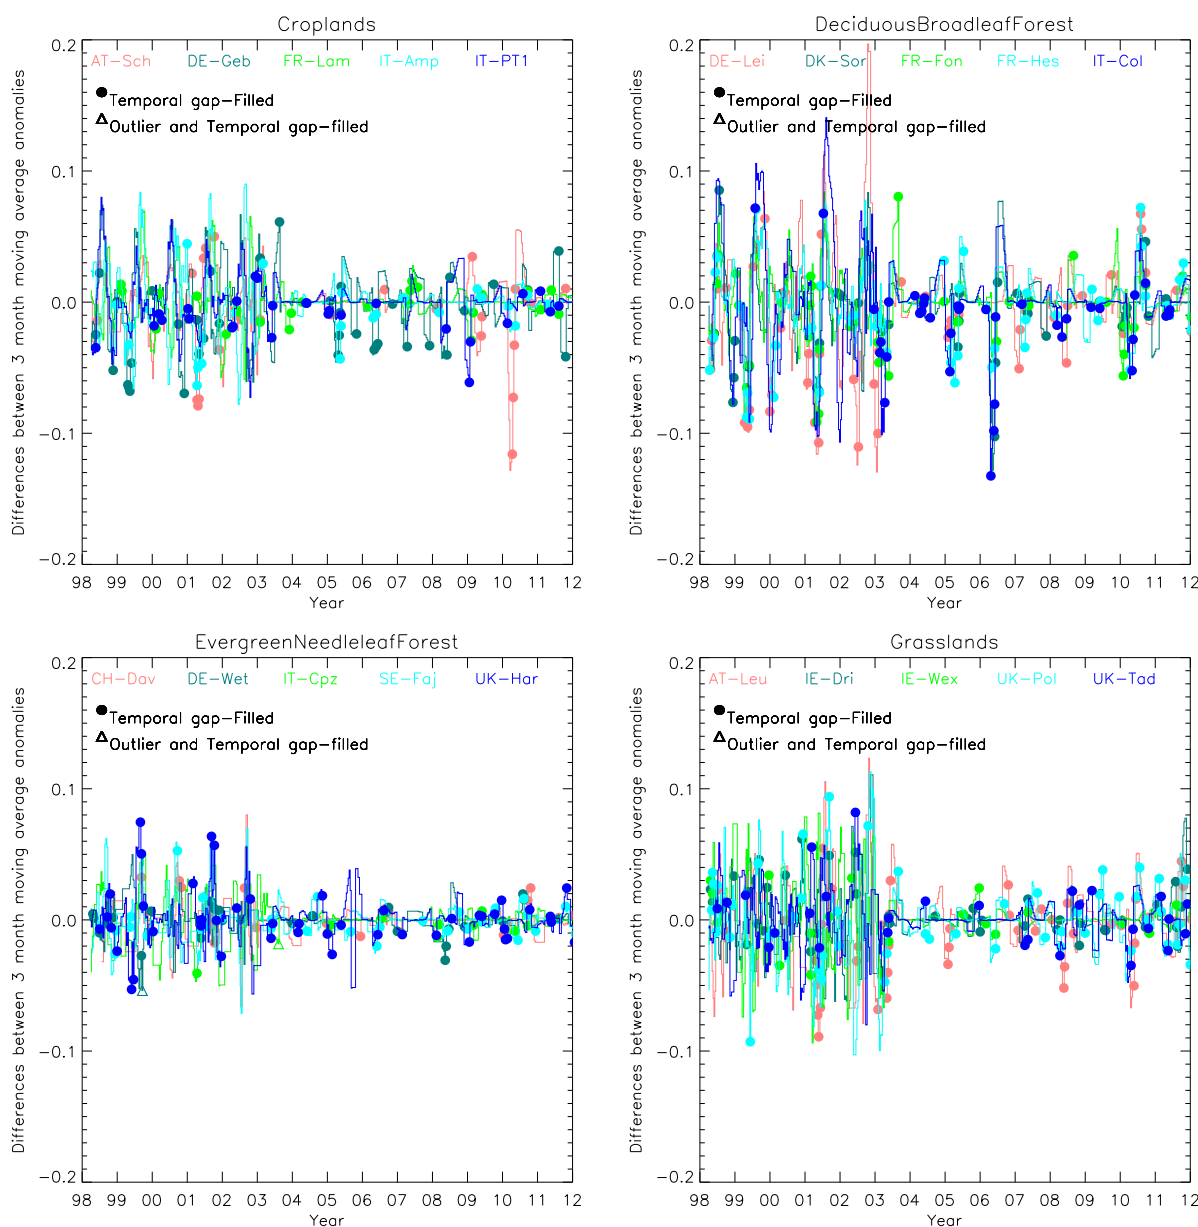 Croplands
AT-Sch DE-Geb FR-Lam IT-Amp IT-PT1
Temporal gap-Filled
Outlier and Temporal gap-filled
Differences between 3 month moving average anomalies
0.2
0.1
0.0
-0.1
-0.2
98 99 00 01 02 03 04 05 06 07 08 09 10 11 12
Year
DeciduousBroadleafForest
DE-Lei DK-Sor FR-Fon FR-Hes IT-Col
Temporal gap-Filled
Outlier and Temporal gap-filled
Differences between 3 month moving average anomalies
0.2
0.1
0.0
-0.1
-0.2
98 99 00 01 02 03 04 05 06 07 08 09 10 11 12
Year
EvergreenNeedleleafForest
CH-Dav DE-Wet IT-Cpz SE-Faj UK-Har
Temporal gap-Filled
Outlier and Temporal gap-filled
Differences between 3 month moving average anomalies
0.2
0.1
0.0
-0.1
-0.2
98 99 00 01 02 03 04 05 06 07 08 09 10 11 12
Year
Grasslands
AT-Leu IE-Dri IE-Wex UK-Pol UK-Tad
Temporal gap-Filled
Outlier and Temporal gap-filled
Differences between 3 month moving average anomalies
0.2
0.1
0.0
-0.1
-0.2
98 99 00 01 02 03 04 05 06 07 08 09 10 11 12
Year